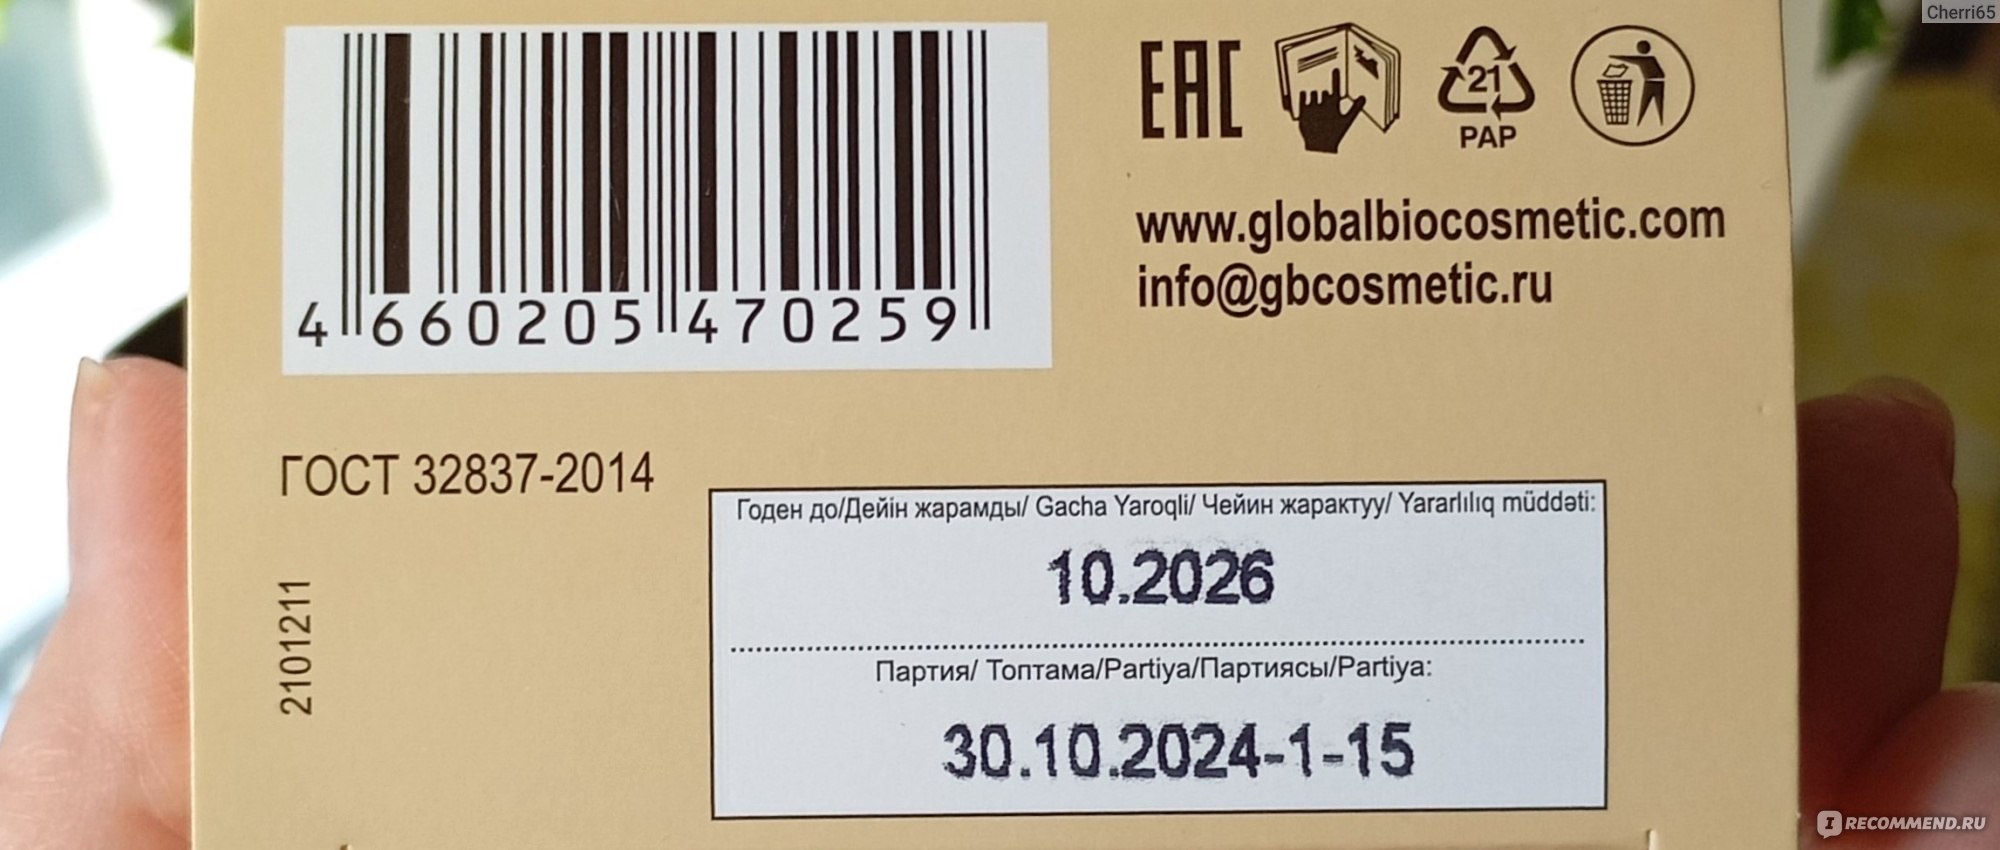 Cherri65
4 660205 470259
EAC
21
PAP
www.globalbiocosmetic.com
info@gbcosmetic.ru
ГОСТ 32837-2014
2101211
Годен до/Дейін жарамды/ Gacha Yaroqli/ Чейин жарактуу/ Yararlılıq müddəti:
10.2026
Партия/ Топтама/Partiya/Партиясы/Partiya:
30.10.2024-1-15
IRECOMMEND.RU